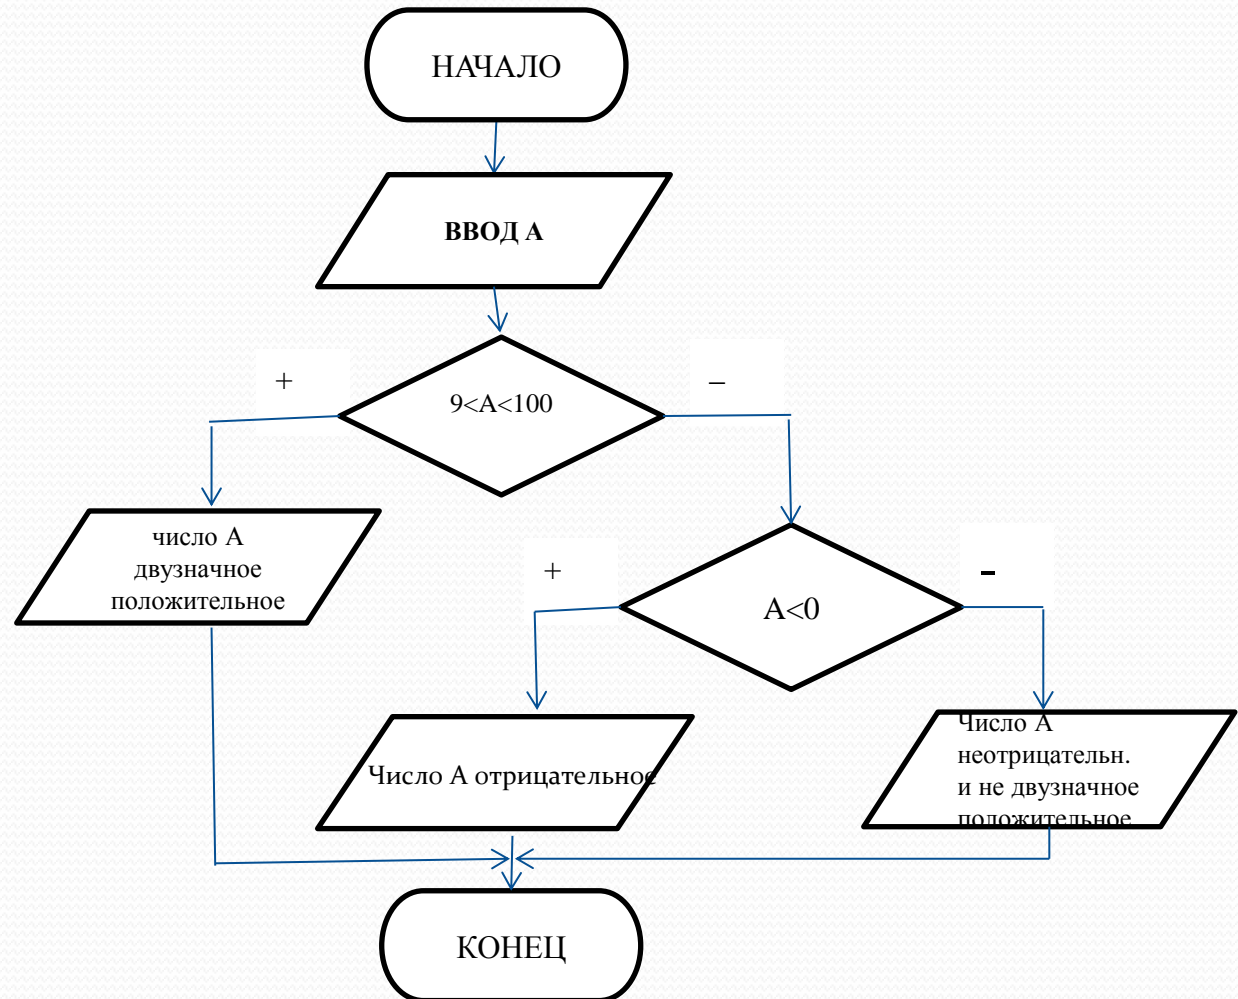 НАЧАЛО
ВВОД А
+
–
9<A<100
число А
двузначное
положительное
+
–
A<0
Число А отрицательное
Число А
неотрицательн.
и не двузначное
положительное
КОНЕЦ